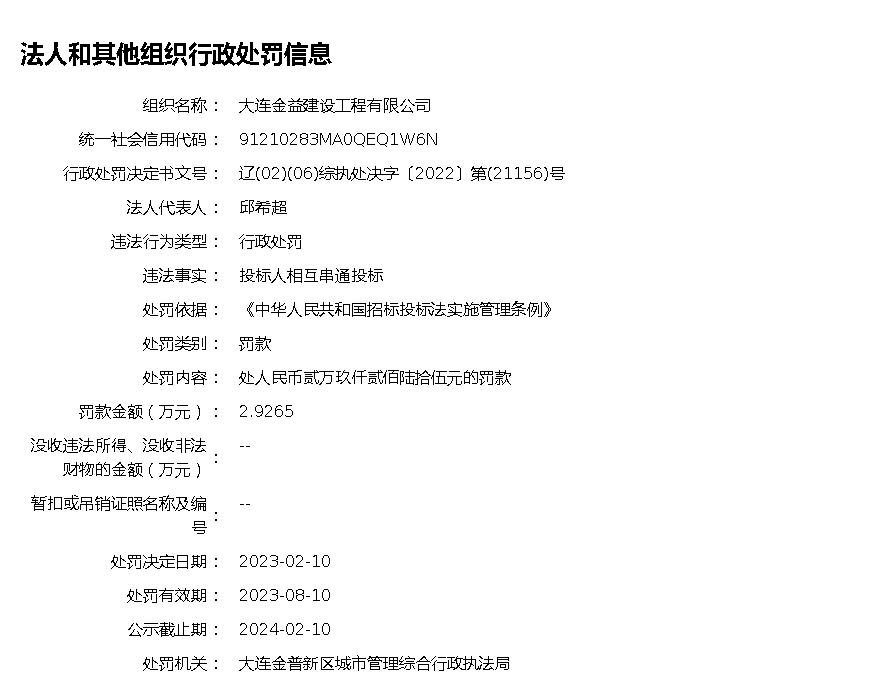 法人和其他组织行政处罚信息
组织名称： 大连金益建设工程有限公司
统一社会信用代码： 91210283MA0QEQ1W6N
行政处罚决定书文号： 辽(02)(06)综执处决字〔2022〕第(21156)号
法人代表人： 邱希超
违法行为类型： 行政处罚
违法事实： 投标人相互串通投标
处罚依据： 《中华人民共和国招标投标法实施管理条例》
处罚类别： 罚款
处罚内容： 处人民币贰万玖仟贰佰陆拾伍元的罚款
罚款金额（万元）： 2.9265
没收违法所得、没收非法 --
财物的金额（万元）：
暂扣或吊销证照名称及编 --
号：
处罚决定日期： 2023-02-10
处罚有效期： 2023-08-10
公示截止期： 2024-02-10
处罚机关： 大连金普新区城市管理综合行政执法局